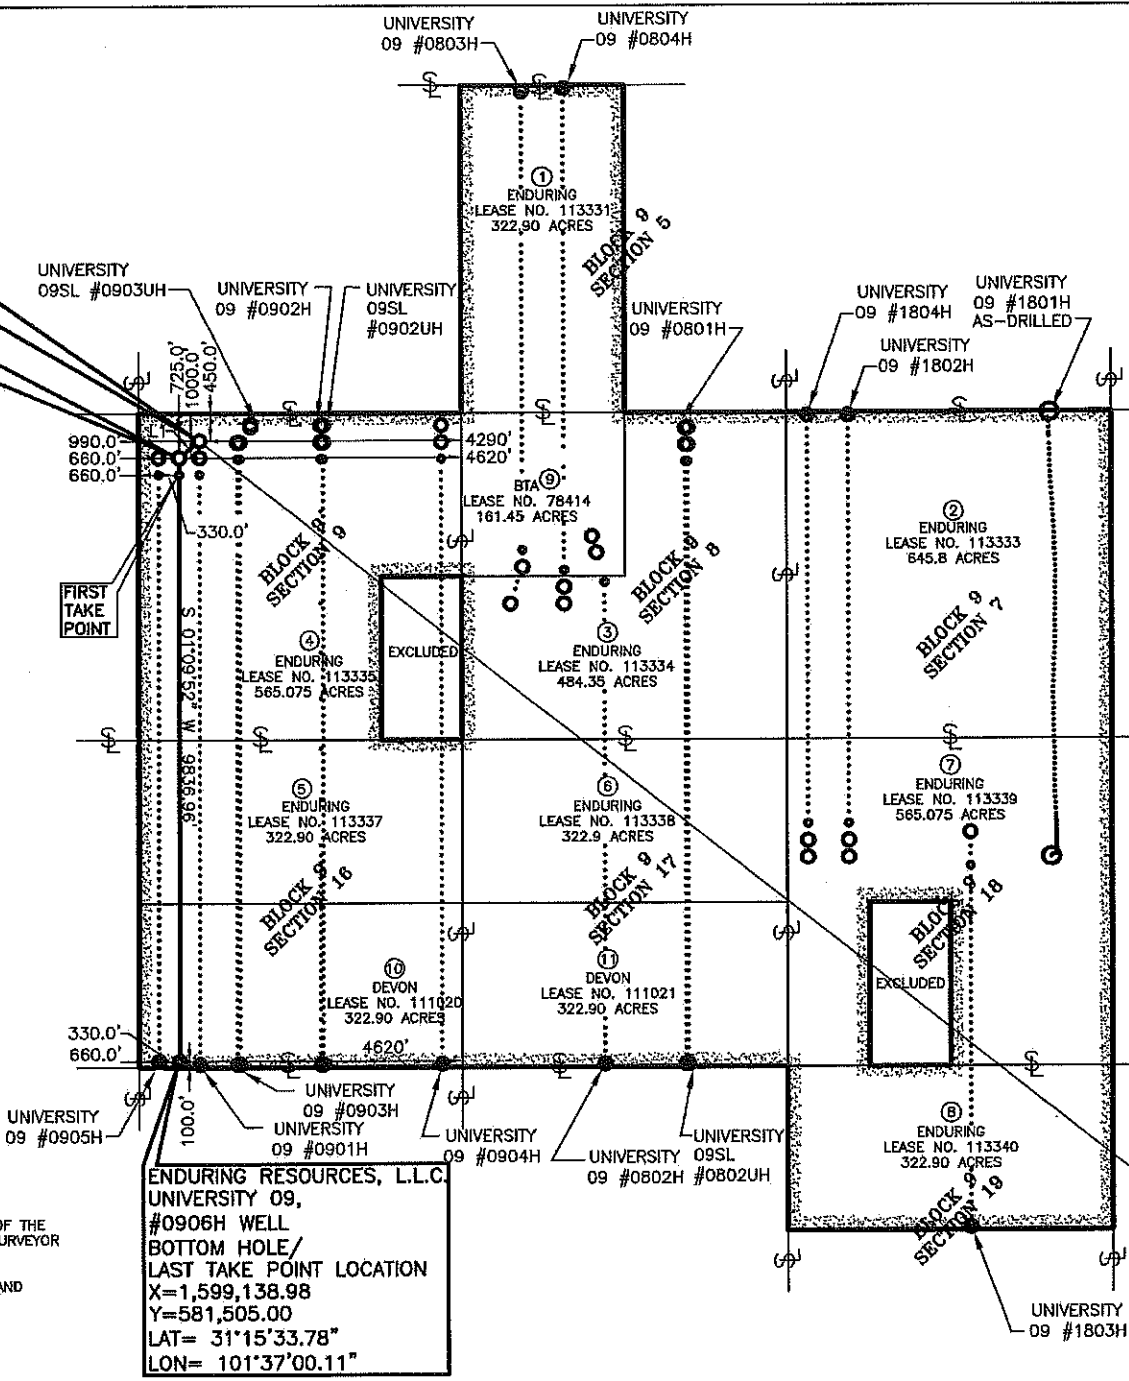 UNIVERSITY
09 #0803H
UNIVERSITY
09 #0804H
①
ENDURING
LEASE NO. 113331
322.90 ACRES
BLOCK 9
SECTION 5
UNIVERSITY
09SL #0903UH
UNIVERSITY
09 #0902H
UNIVERSITY
09SL
#0902UH
UNIVERSITY
09 #0801H
UNIVERSITY
09 #1804H
UNIVERSITY
09 #1801H
AS-DRILLED
UNIVERSITY
09 #1802H
725.0'
1000.0'
450.0'
990.0'
660.0'
660.0'
330.0'
4290'
4620'
BTA ⑨
LEASE NO. 78414
161.45 ACRES
②
ENDURING
LEASE NO. 113333
645.8 ACRES
BLOCK 9
SECTION 9
BLOCK 9
SECTION 8
BLOCK 9
SECTION 7
FIRST
TAKE
POINT
S 01°09'52" W 9836.96'
④
ENDURING
LEASE NO. 113335
565.075 ACRES
EXCLUDED
③
ENDURING
LEASE NO. 113334
484.35 ACRES
⑤
ENDURING
LEASE NO. 113337
322.90 ACRES
⑥
ENDURING
LEASE NO. 113338
322.9 ACRES
⑦
ENDURING
LEASE NO. 113339
565.075 ACRES
BLOCK 9
SECTION 16
BLOCK 9
SECTION 17
BLOCK 9
SECTION 18
EXCLUDED
⑩
DEVON
LEASE NO. 111020
322.90 ACRES
⑪
DEVON
LEASE NO. 111021
322.90 ACRES
330.0'
660.0'
4620'
100.0'
UNIVERSITY
09 #0905H
UNIVERSITY
09 #0903H
UNIVERSITY
09 #0901H
UNIVERSITY
09 #0904H
UNIVERSITY
09 #0802H
UNIVERSITY
09SL
#0802UH
⑧
ENDURING
LEASE NO. 113340
322.90 ACRES
BLOCK 9
SECTION 19
UNIVERSITY
09 #1803H
ENDURING RESOURCES, L.L.C.
UNIVERSITY 09,
#0906H WELL
BOTTOM HOLE/
LAST TAKE POINT LOCATION
X=1,599,138.98
Y=581,505.00
LAT= 31°15'33.78"
LON= 101°37'00.11"
OF THE
URVEYOR
AND